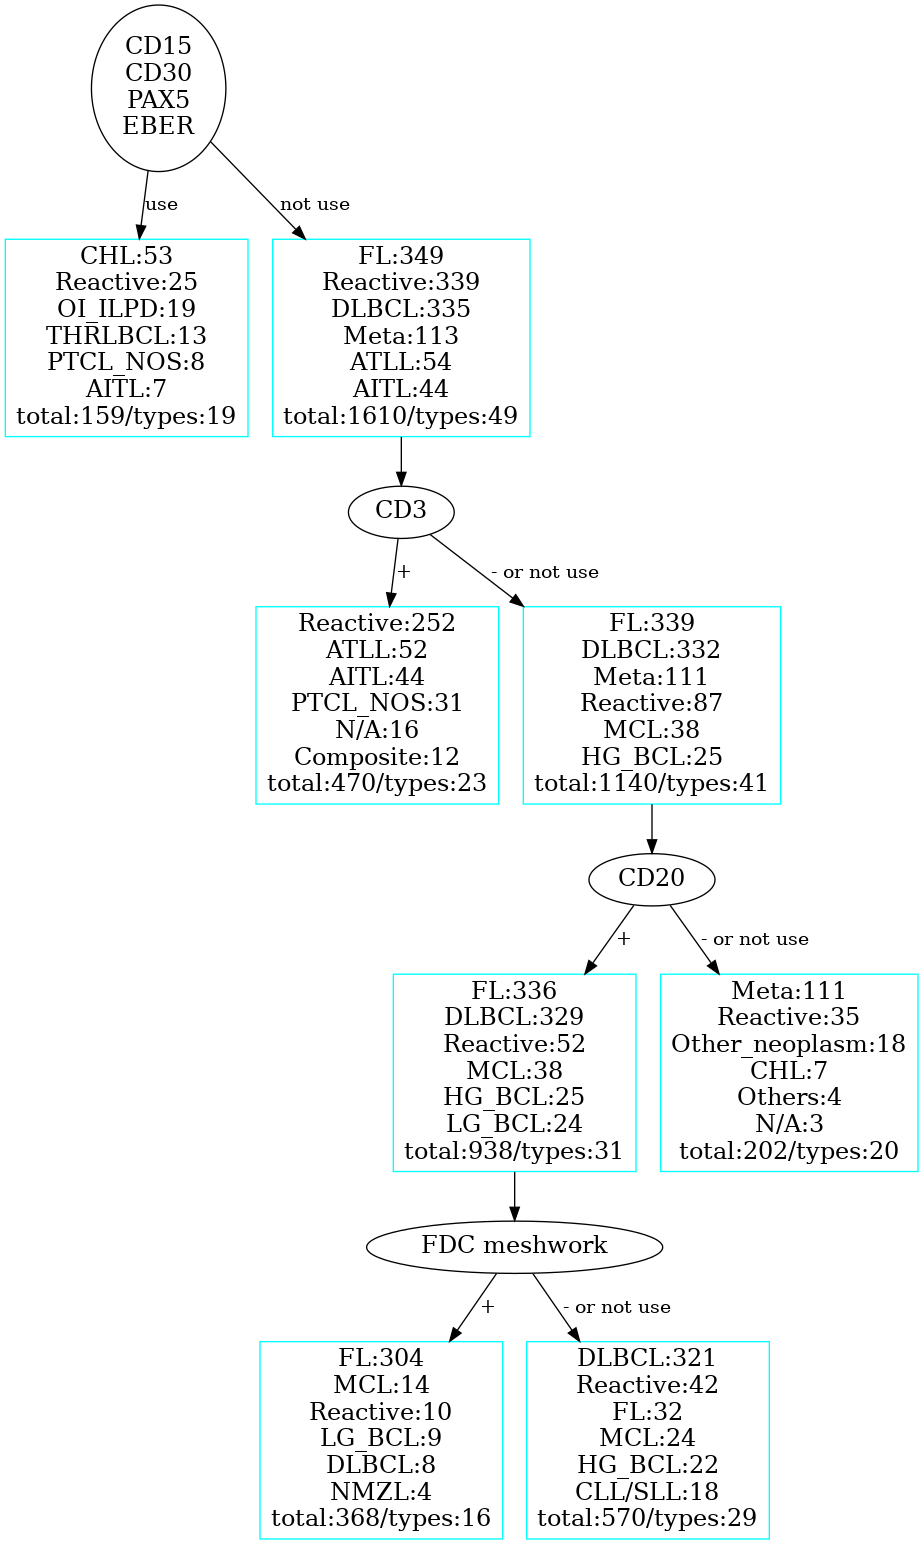 CD15
CD30
PAX5
EBER
use
not use
CHL:53
Reactive:25
OI_ILPD:19
THRLBCL:13
PTCL_NOS:8
AITL:7
total:159/types:19
FL:349
Reactive:339
DLBCL:335
Meta:113
ATLL:54
AITL:44
total:1610/types:49
CD3
+
- or not use
Reactive:252
ATLL:52
AITL:44
PTCL_NOS:31
N/A:16
Composite:12
total:470/types:23
FL:339
DLBCL:332
Meta:111
Reactive:87
MCL:38
HG_BCL:25
total:1140/types:41
CD20
+
- or not use
FL:336
DLBCL:329
Reactive:52
MCL:38
HG_BCL:25
LG_BCL:24
total:938/types:31
Meta:111
Reactive:35
Other_neoplasm:18
CHL:7
Others:4
N/A:3
total:202/types:20
FDC meshwork
+
- or not use
FL:304
MCL:14
Reactive:10
LG_BCL:9
DLBCL:8
NMZL:4
total:368/types:16
DLBCL:321
Reactive:42
FL:32
MCL:24
HG_BCL:22
CLL/SLL:18
total:570/types:29